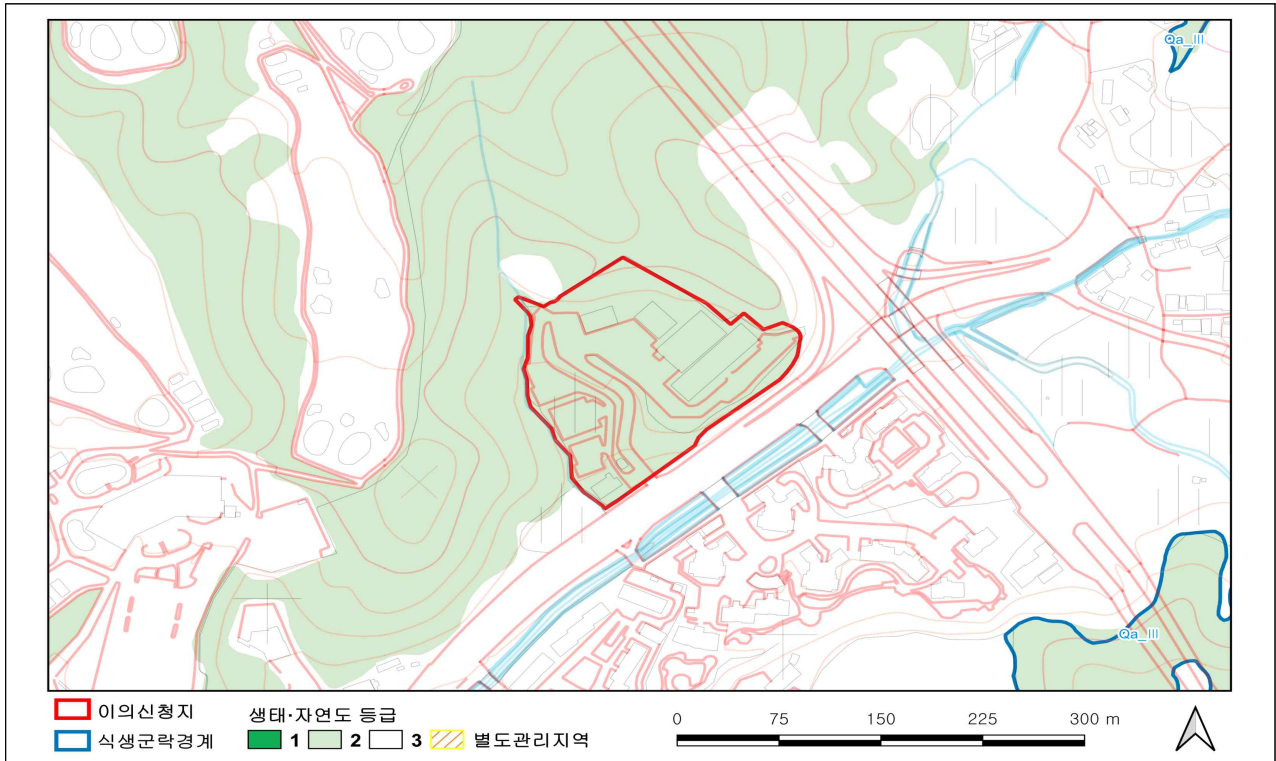 Qa_III
Qa_III
이의신청지
식생군락경계
생태·자연도 등급
1 2 3 별도관리지역
0 75 150 225 300 m